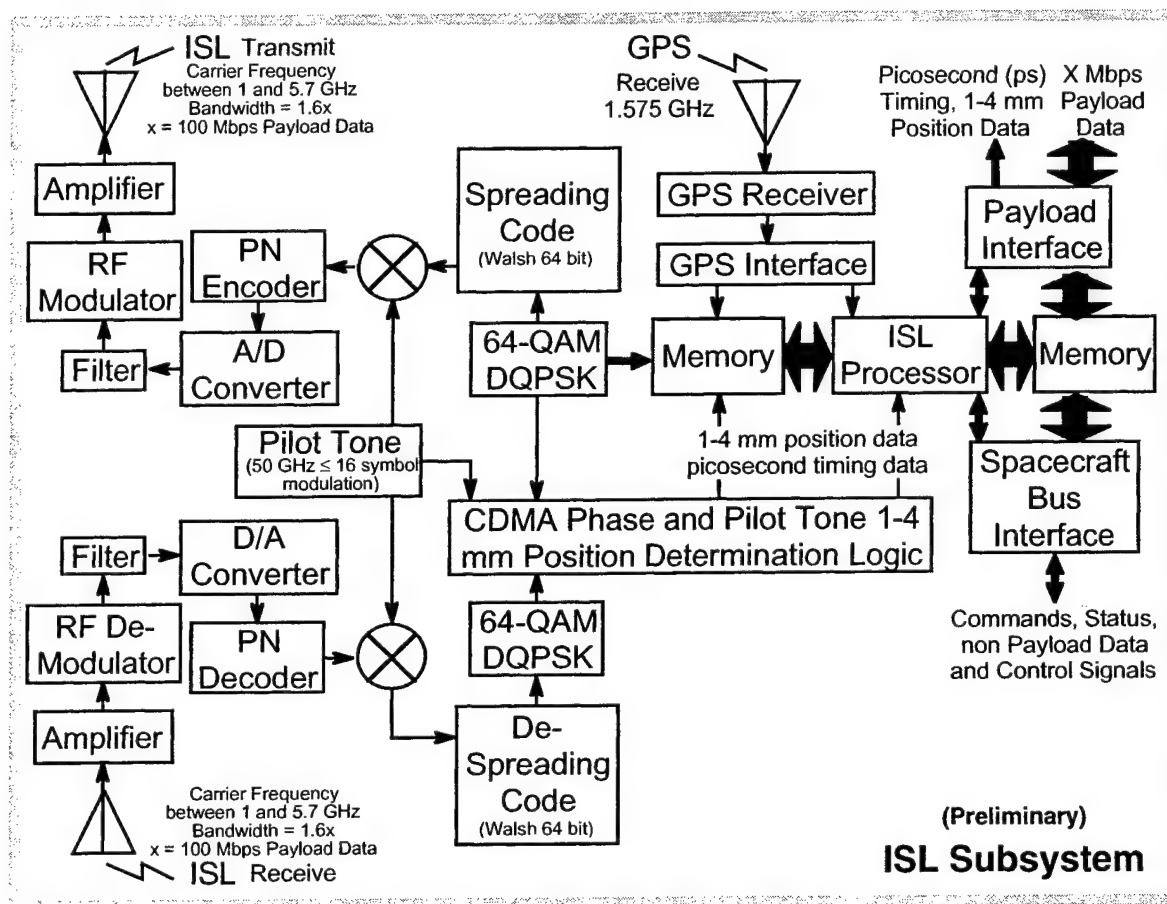 ISL Transmit
Carrier Frequency
between 1 and 5.7 GHz
Bandwidth = 1.6x
x = 100 Mbps Payload Data
Amplifier
RF
Modulator
Filter
PN
Encoder
A/D
Converter
Spreading
Code
(Walsh 64 bit)
64-QAM
DQPSK
Pilot Tone
(50 GHz ≤ 16 symbol
modulation)
GPS
Receive
1.575 GHz
GPS Receiver
GPS Interface
Memory
ISL
Processor
Picosecond (ps)
Timing, 1-4 mm
Position Data
X Mbps
Payload
Data
Payload
Interface
Memory
Spacecraft
Bus
Interface
Commands, Status,
non Payload Data
and Control Signals
1-4 mm position data
picosecond timing data
CDMA Phase and Pilot Tone 1-4
mm Position Determination Logic
64-QAM
DQPSK
De-
Spreading
Code
(Walsh 64 bit)
Filter
D/A
Converter
RF De-
Modulator
PN
Decoder
Amplifier
Carrier Frequency
between 1 and 5.7 GHz
Bandwidth = 1.6x
x = 100 Mbps Payload Data
ISL Receive
(Preliminary)
ISL Subsystem